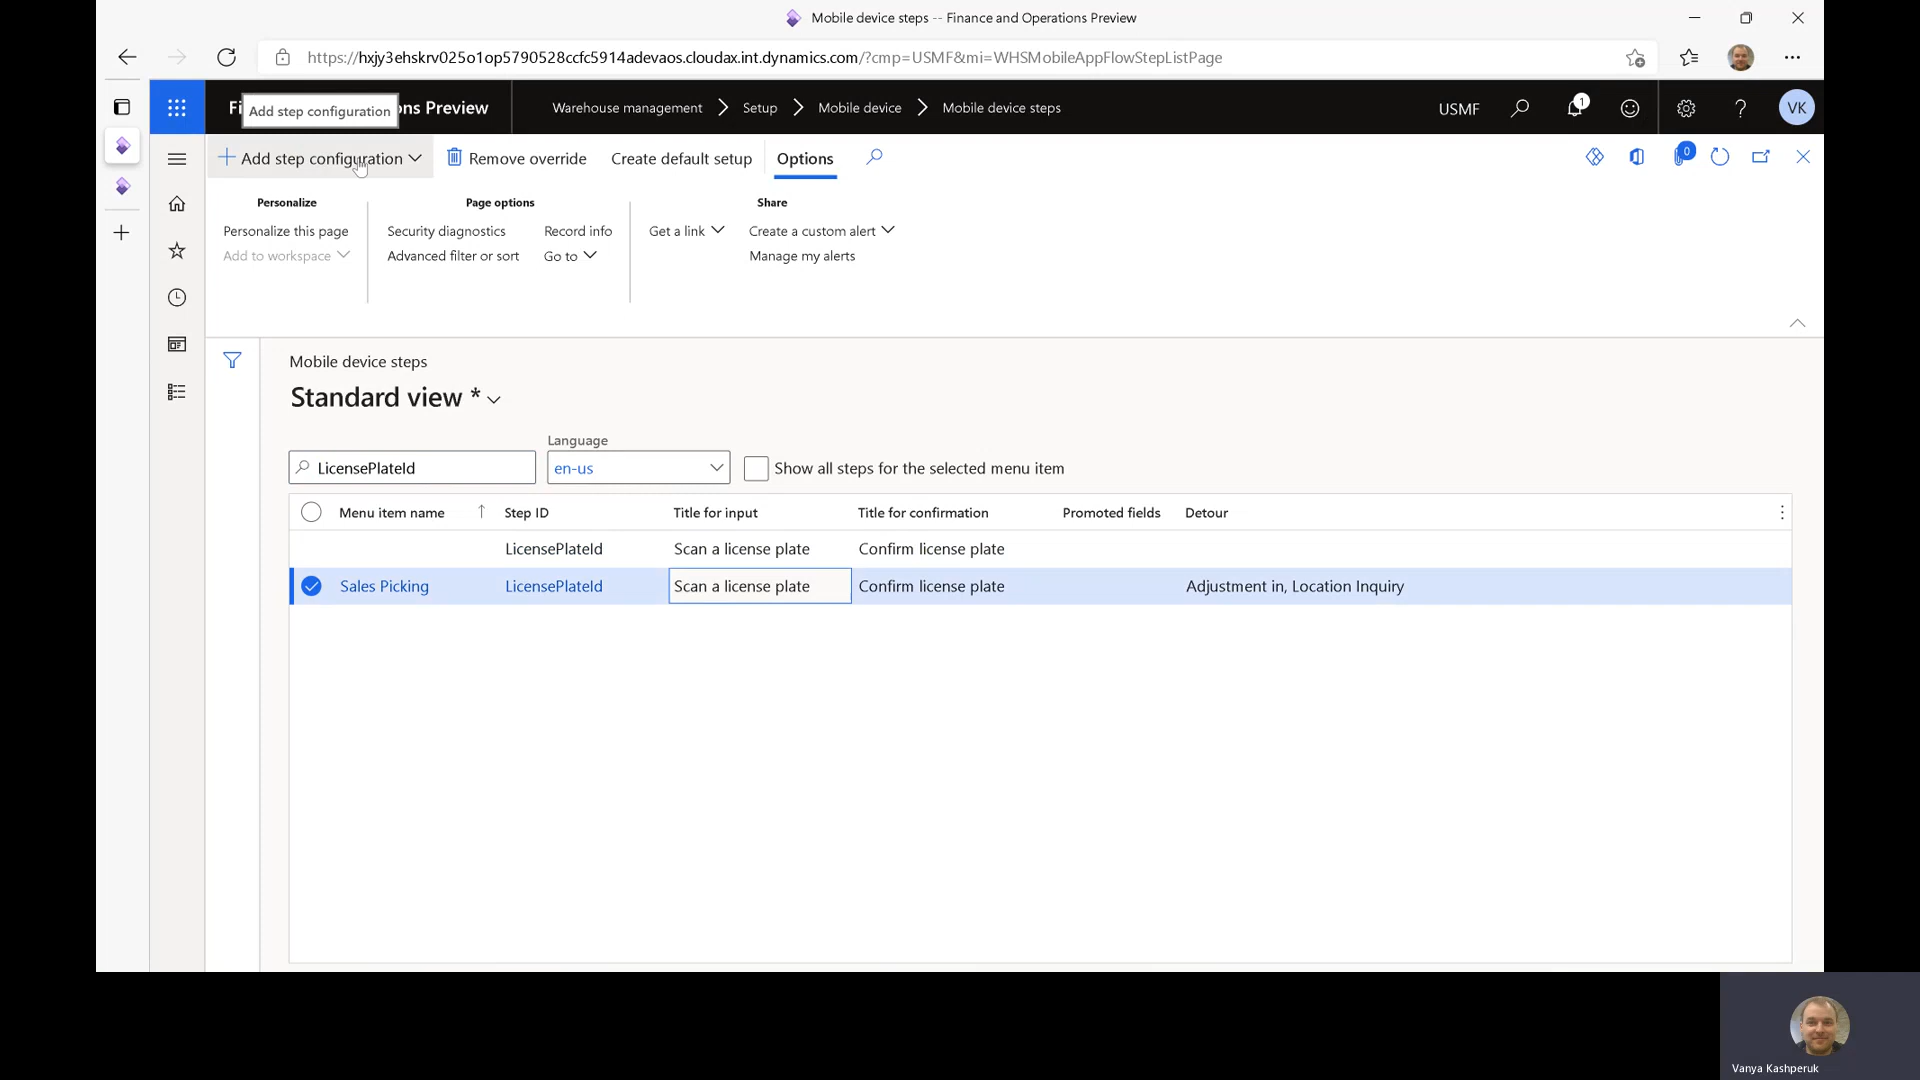 Mobile device steps -- Finance and Operations Preview
https://hxjy3ehskrv025o1op5790528ccfc5914adevaos.cloudax.int.dynamics.com/?cmp=USMF&mi=WHSMobileAppFlowStepListPage
Fi
ons Preview
Warehouse management
Setup
Mobile device
Mobile device steps
USMF
1
?
VK
Add step configuration
Add step configuration
Remove override
Create default setup
Options
0
Personalize
Page options
Share
Personalize this page
Security diagnostics
Record info
Get a link
Create a custom alert
Add to workspace
Advanced filter or sort
Go to
Manage my alerts
Mobile device steps
Standard view *
Language
LicensePlateId
en-us
Show all steps for the selected menu item
Menu item name
Step ID
Title for input
Title for confirmation
Promoted fields
Detour
LicensePlateId
Scan a license plate
Confirm license plate
Sales Picking
LicensePlateId
Scan a license plate
Confirm license plate
Adjustment in, Location Inquiry
Vanya Kashperuk